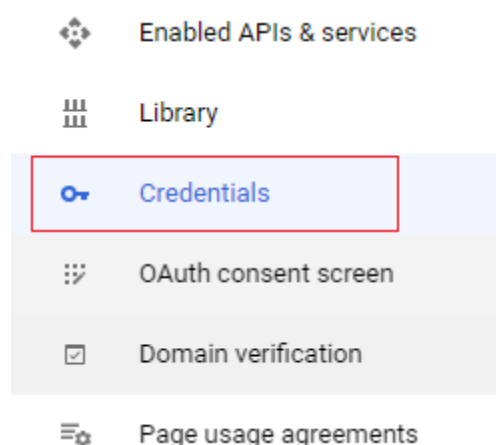 Enabled APIs & services
Library
Credentials
OAuth consent screen
Domain verification
Page usage agreements